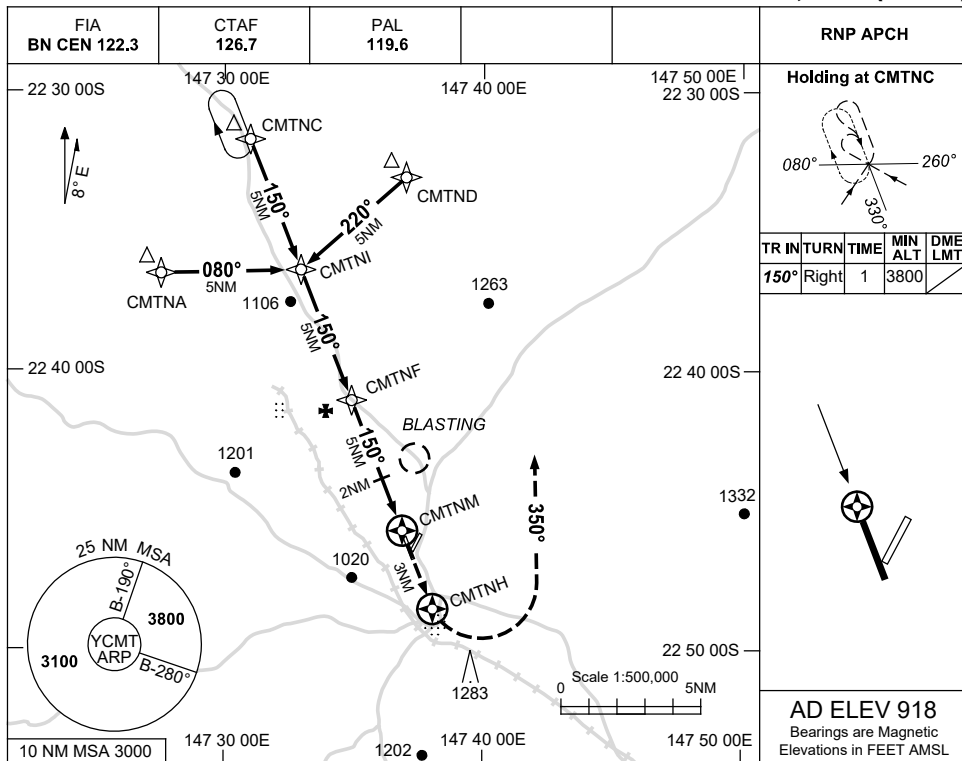 FIA
BN CEN 122.3
CTAF
126.7
PAL
119.6
RNP APCH
147 30 00E
147 40 00E
147 50 00E
22 30 00S
22 30 00S
8° E
CMTNC
150°
5NM
CMTND
220°
5NM
CMTNI
080°
5NM
CMTNA
1106
1263
150°
5NM
22 40 00S
22 40 00S
CMTNF
BLASTING
150°
5NM
1201
2NM
CMTNM
350°
1332
1020
3NM
CMTNH
25 NM MSA
B-190°
3800
YCMT
ARP
3100
B-280°
22 50 00S
Scale 1:500,000
0
5NM
1283
10 NM MSA 3000
147 30 00E
1202
147 40 00E
147 50 00E
Holding at CMTNC
080°
260°
330°
TR IN TURN TIME MIN ALT DME LMT
150° Right 1 3800
AD ELEV 918
Bearings are Magnetic
Elevations in FEET AMSL